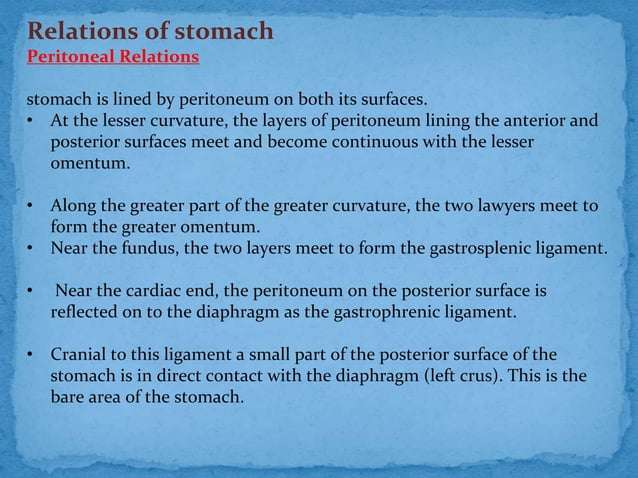 Relations of stomach
Peritoneal Relations
stomach is lined by peritoneum on both its surfaces.
• At the lesser curvature, the layers of peritoneum lining the anterior and
posterior surfaces meet and become continuous with the lesser
omentum.
• Along the greater part of the greater curvature, the two lawyers meet to
form the greater omentum.
• Near the fundus, the two layers meet to form the gastrosplenic ligament.
• Near the cardiac end, the peritoneum on the posterior surface is
reflected on to the diaphragm as the gastrophrenic ligament.
• Cranial to this ligament a small part of the posterior surface of the
stomach is in direct contact with the diaphragm (left crus). This is the
bare area of the stomach.